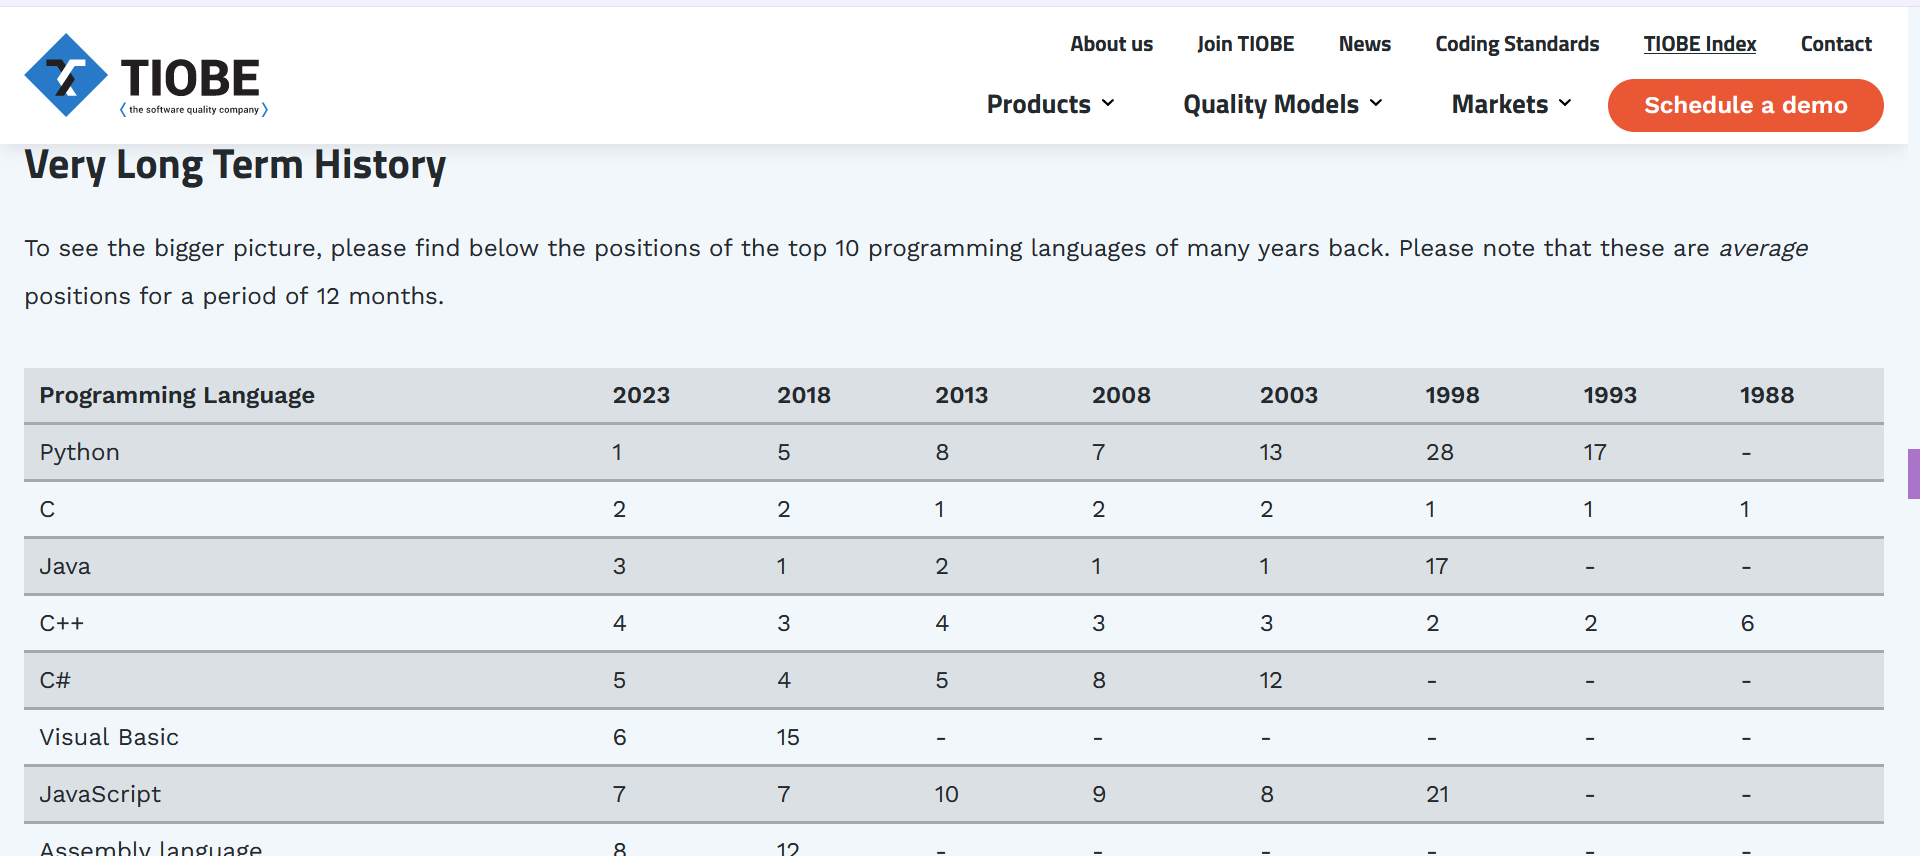 About us Join TIOBE News Coding Standards TIOBE Index Contact
TIOBE
the software quality company
Products Quality Models Markets Schedule a demo
Very Long Term History
To see the bigger picture, please find below the positions of the top 10 programming languages of many years back. Please note that these are average
positions for a period of 12 months.
Programming Language 2023 2018 2013 2008 2003 1998 1993 1988
Python 1 5 8 7 13 28 17 -
C 2 2 1 2 2 1 1 1
Java 3 1 2 1 1 17 - -
C++ 4 3 4 3 3 2 2 6
C# 5 4 5 8 12 - - -
Visual Basic 6 15 - - - - - -
JavaScript 7 7 10 9 8 21 - -
Assembly language 8 12 - - - - - -